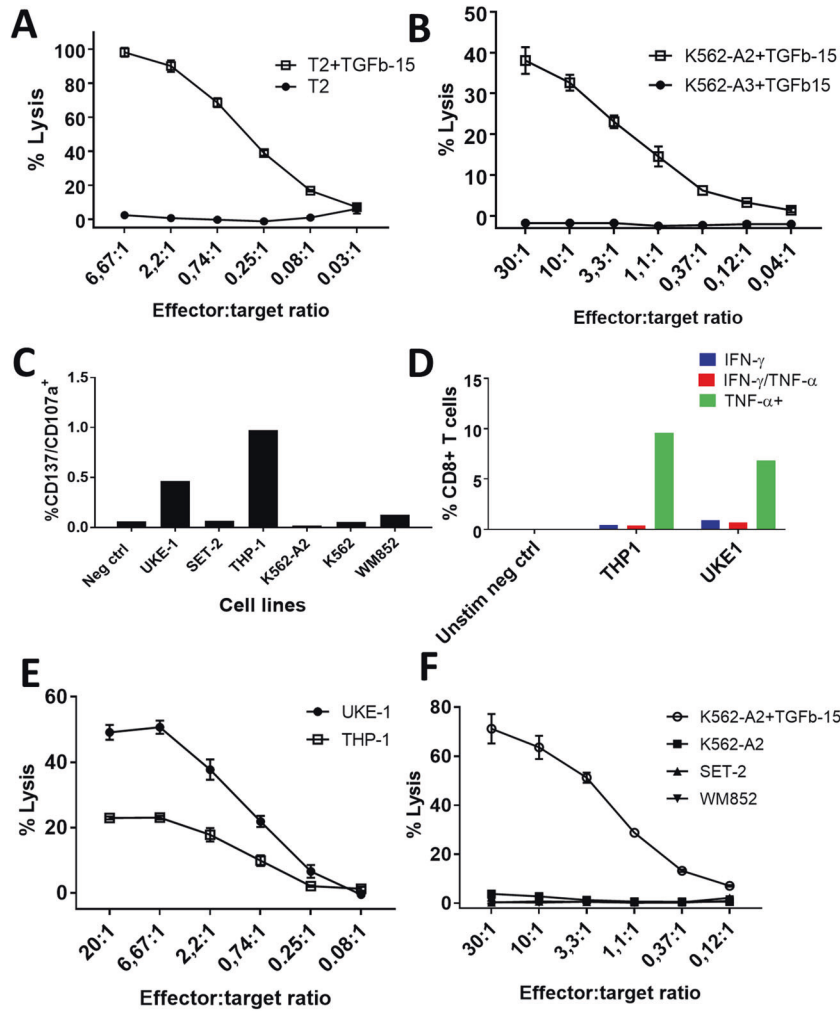 A
100
80
60
40
20
0
% Lysis
T2+TGFb-15
T2
6,67:1
2,2:1
0,74:1
0.25:1
0.08:1
0.03:1
Effector:target ratio
B
50
40
30
20
10
0
% Lysis
K562-A2+TGFb-15
K562-A3+TGFb15
30:1
10:1
3,3:1
1,1:1
0,37:1
0,12:1
0,04:1
Effector:target ratio
C
1.5
1.0
0.5
0.0
%CD137/CD107a+
Neg ctrl
UKE-1
SET-2
THP-1
K562-A2
K562
WM852
Cell lines
D
IFN-γ
IFN-γ/TNF-α
TNF-α+
15
10
5
0
% CD8+ T cells
Unstim neg ctrl
THP1
UKE1
E
60
40
20
0
% Lysis
UKE-1
THP-1
20:1
6,67:1
2,2:1
0,74:1
0.25:1
0.08:1
Effector:target ratio
F
80
60
40
20
0
% Lysis
K562-A2+TGFb-15
K562-A2
SET-2
WM852
30:1
10:1
3,3:1
1,1:1
0,37:1
0,12:1
Effector:target ratio